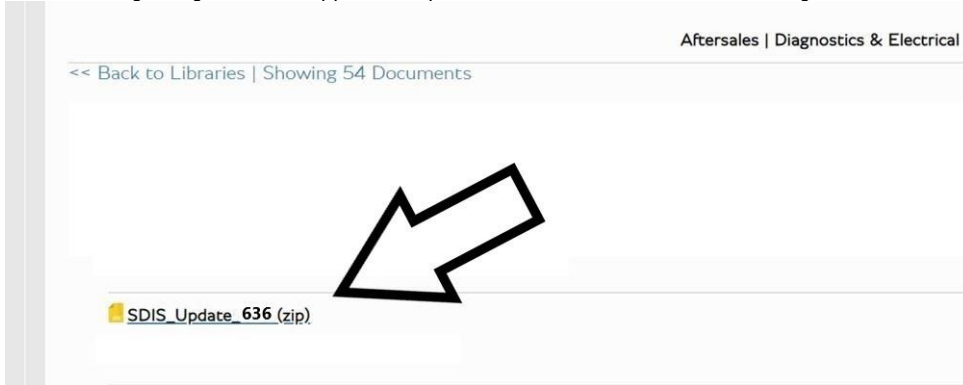 Aftersales | Diagnostics & Electrical
<< Back to Libraries | Showing 54 Documents
SDIS_Update_636 (zip)